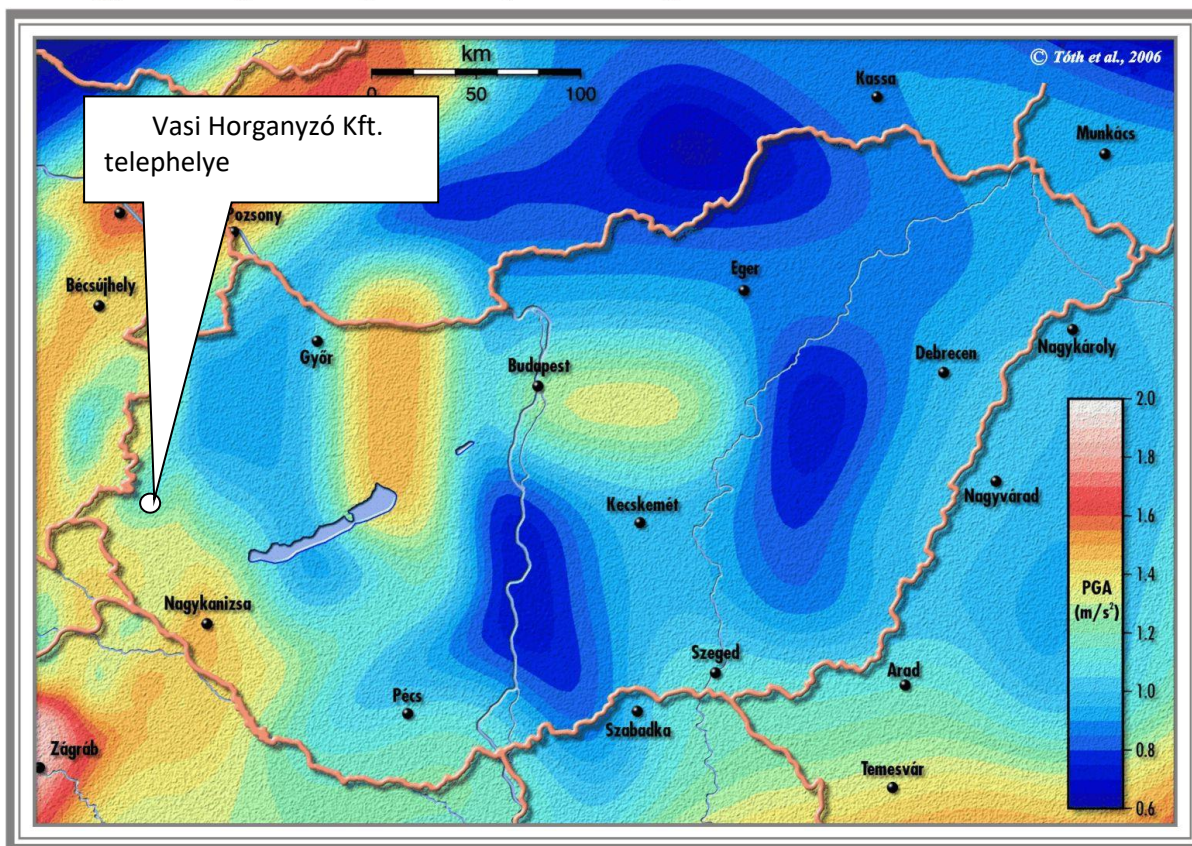 © Tóth et al., 2006
km
0 50 100
Kassa
Munkács
Vasi Horganyzó Kft.
telephelye
Pozsony
Eger
Bécsújhely
Győr
Nagykároly
Debrecen
Budapest
Nagyvárad
Kecskemét
Nagykanizsa
Szeged
Arad
Pécs
Szabadka
Zágráb
Temesvár
2.0
1.8
1.6
1.4
PGA
(m/s²)
1.2
1.0
0.8
0.6